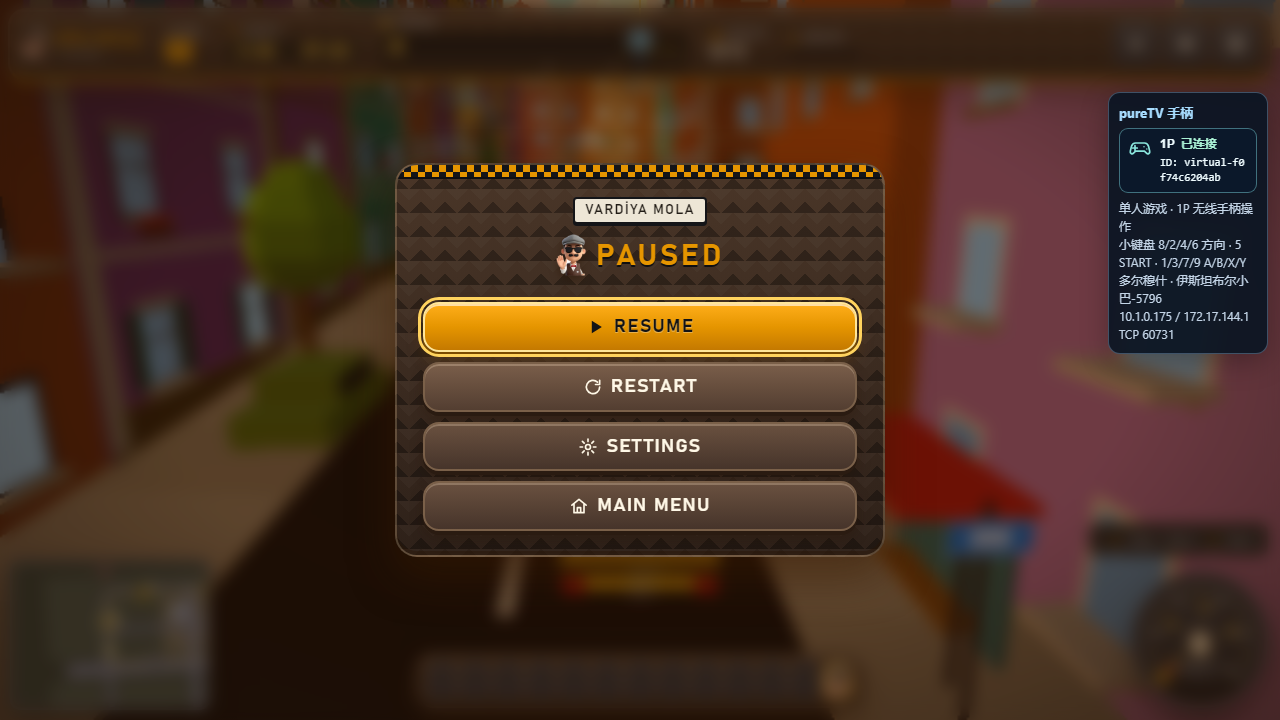 VARDİYA MOLA
PAUSED
RESUME
RESTART
SETTINGS
MAIN MENU
pureTV 手柄
1P 已连接
ID: virtual-f0
f74c6204ab
单人游戏 · 1P 无线手柄操
作
小键盘 8/2/4/6 方向 · 5
START · 1/3/7/9 A/B/X/Y
多尔穆什 · 伊斯坦布尔小
巴-5796
10.1.0.175 / 172.17.144.1
TCP 60731